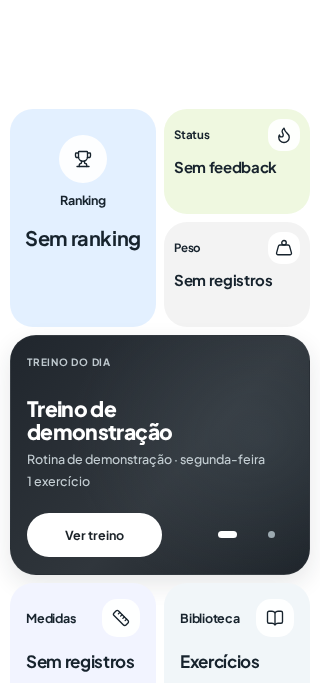 Ranking
Sem ranking
Status
Sem feedback
Peso
Sem registros
TREINO DO DIA
Treino de
demonstração
Rotina de demonstração · segunda-feira
1 exercício
Ver treino
Medidas
Sem registros
Biblioteca
Exercícios